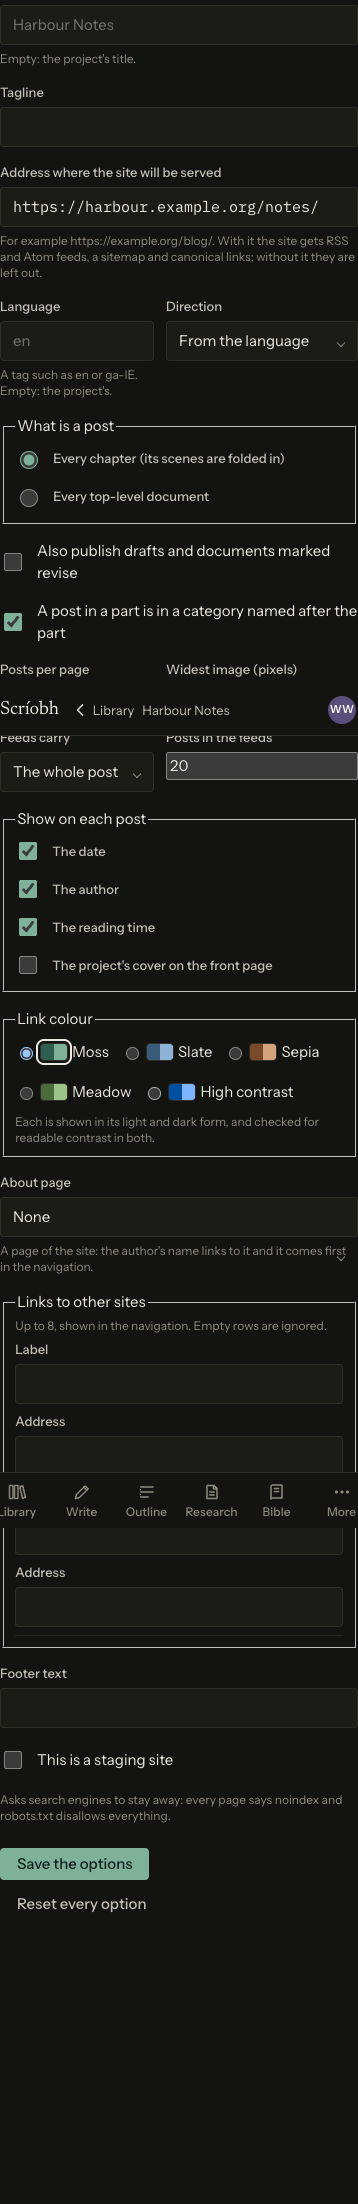 Harbour Notes
Empty: the project's title.
Tagline
Address where the site will be served
https://harbour.example.org/notes/
For example https://example.org/blog/. With it the site gets RSS
and Atom feeds, a sitemap and canonical links; without it they are
left out.
Language
Direction
en
From the language
A tag such as en or ga-IE.
Empty: the project's.
What is a post
Every chapter (its scenes are folded in)
Every top-level document
Also publish drafts and documents marked
revise
A post in a part is in a category named after the
part
Posts per page
Widest image (pixels)
Scríobh
Library
Harbour Notes
WW
Feeds carry
Posts in the feeds
The whole post
20
Show on each post
The date
The author
The reading time
The project's cover on the front page
Link colour
Moss
Slate
Sepia
Meadow
High contrast
Each is shown in its light and dark form, and checked for
readable contrast in both.
About page
None
A page of the site: the author's name links to it and it comes first
in the navigation.
Links to other sites
Up to 8, shown in the navigation. Empty rows are ignored.
Label
Address
Library
Write
Outline
Research
Bible
More
Address
Footer text
This is a staging site
Asks search engines to stay away: every page says noindex and
robots.txt disallows everything.
Save the options
Reset every option